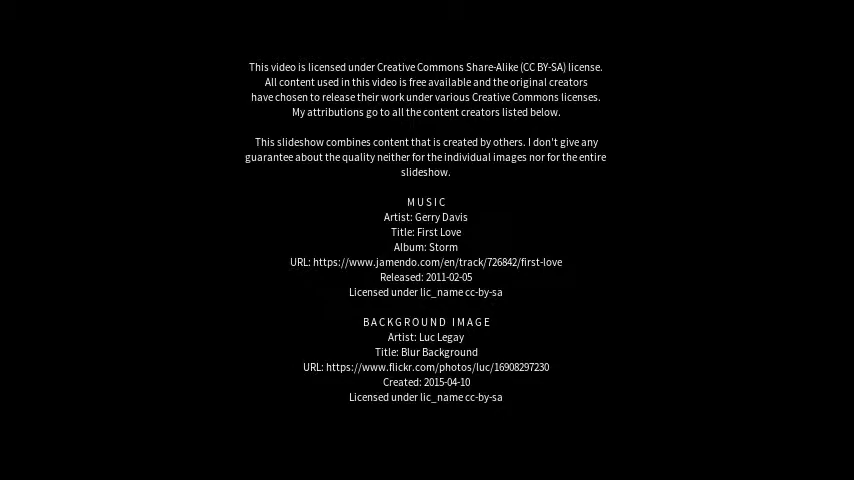 This video is licensed under Creative Commons Share-Alike (CC BY-SA) license.
All content used in this video is free available and the original creators
have chosen to release their work under various Creative Commons licenses.
My attributions go to all the content creators listed below.
This slideshow combines content that is created by others. I don't give any
guarantee about the quality neither for the individual images nor for the entire
slideshow.
MUSIC
Artist: Gerry Davis
Title: First Love
Album: Storm
URL: https://www.jamendo.com/en/track/726842/first-love
Released: 2011-02-05
Licensed under lic_name cc-by-sa
BACKGROUND IMAGE
Artist: Luc Legay
Title: Blur Background
URL: https://www.flickr.com/photos/luc/16908297230
Created: 2015-04-10
Licensed under lic_name cc-by-sa